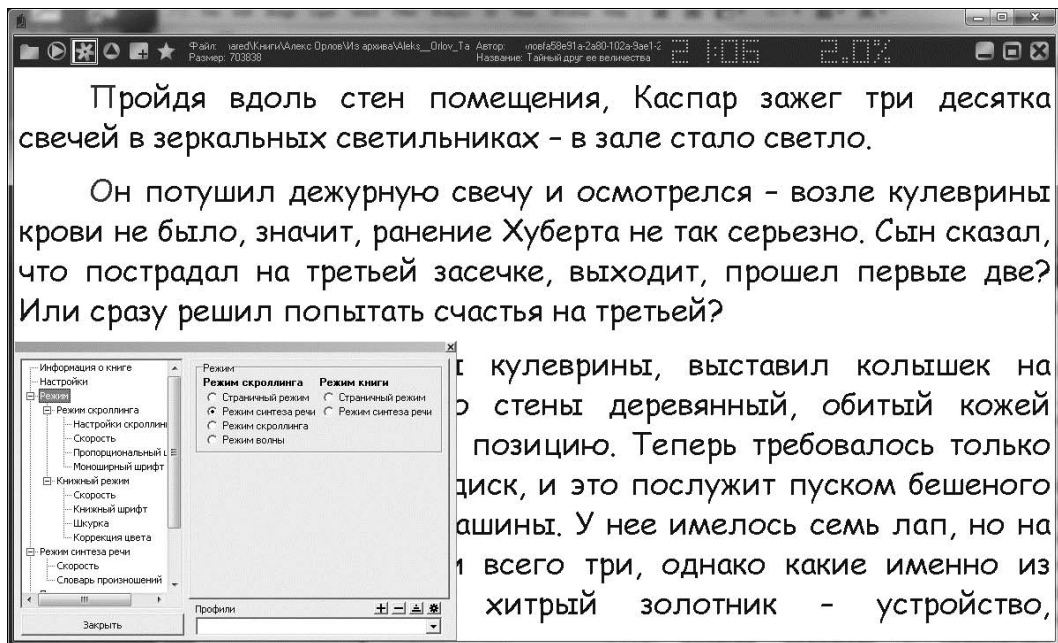 Файл: ared\Книги\Алекс Орлов\Из архива\Aleks__Orlov_Ta Автор:
Размер: 703838 Название: Тайный друг ее величества
21:06 2.0%
Пройдя вдоль стен помещения, Каспар зажег три десятка
свечей в зеркальных светильниках – в зале стало светло.
Он потушил дежурную свечу и осмотрелся – возле кулеврины
крови не было, значит, ранение Хуберта не так серьезно. Сын сказал,
что пострадал на третьей засечке, выходит, прошел первые две?
Или сразу решил попытать счастья на третьей?
кулеврины, выставил колышек на
стены деревянный, обитый кожей
позицию. Теперь требовалось только
диск, и это послужит пуском бешеного
ашины. У нее имелось семь лап, но на
всего три, однако какие именно из
хитрый золотник – устройство,
Информация о книге
Настройки
Режим
Режим скроллинга
Настройки скроллин
Скорость
Пропорциональный
Моноширный шрифт
Книжный режим
Скорость
Книжный шрифт
Шкурка
Коррекция цвета
Режим синтеза речи
Скорость
Словарь произношений
Закрыть
Режим
Режим скроллинга Режим книги
Страничный режим Страничный режим
Режим синтеза речи Режим синтеза речи
Режим скроллинга
Режим волны
Профили